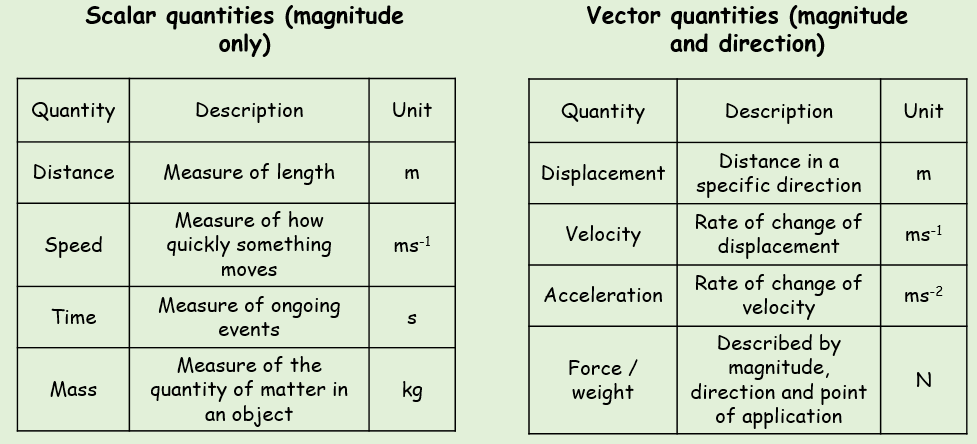 Scalar quantities (magnitude
only)
Quantity Description Unit
Distance Measure of length m
Measure of how
Speed quickly something ms⁻¹
moves
Time Measure of ongoing s
events
Measure of the
Mass quantity of matter in kg
an object
Vector quantities (magnitude
and direction)
Quantity Description Unit
Displacement Distance in a m
specific direction
Velocity Rate of change of ms⁻¹
displacement
Acceleration Rate of change of ms⁻²
velocity
Described by
Force / magnitude,
weight direction and point N
of application